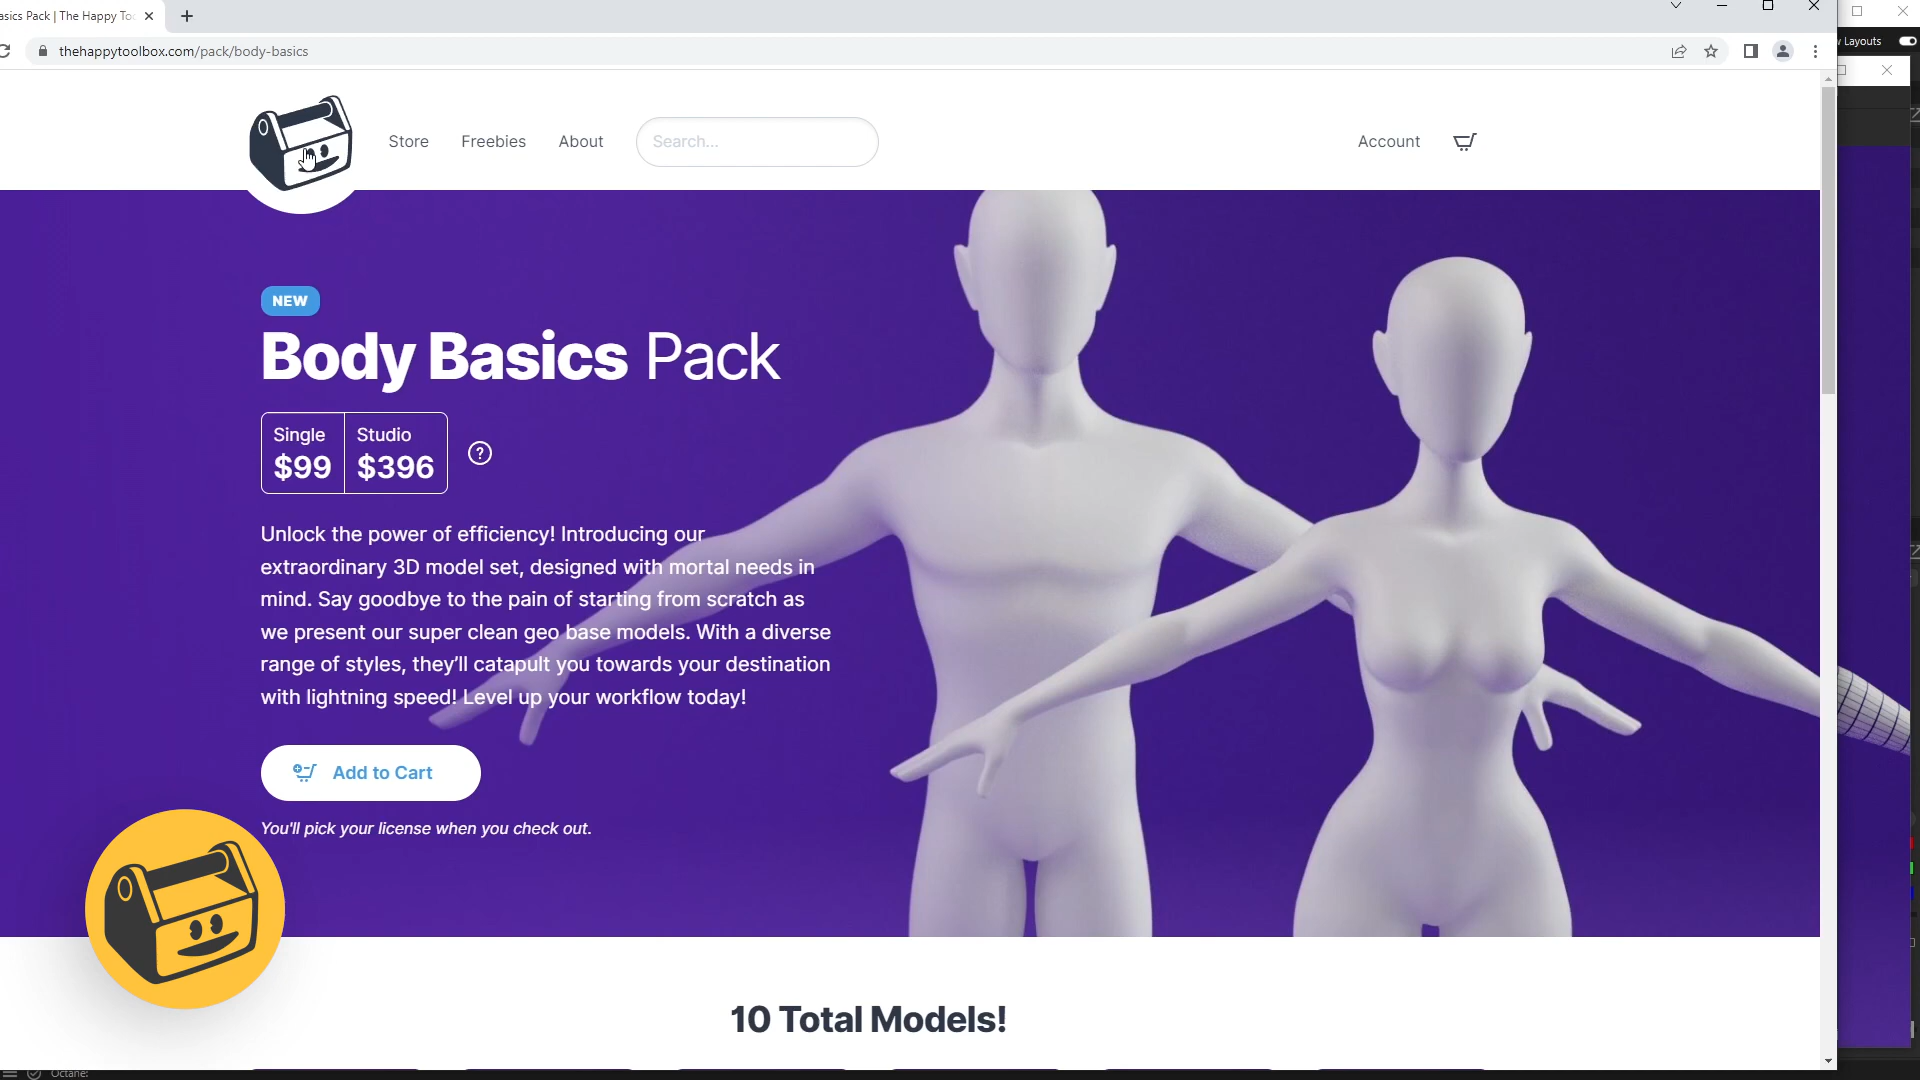 asics Pack | The Happy Too
thehappytoolbox.com/pack/body-basics
Layouts
Store
Freebies
About
Search...
Account
NEW
Body Basics Pack
Single
$99
Studio
$396
?
Unlock the power of efficiency! Introducing our
extraordinary 3D model set, designed with mortal needs in
mind. Say goodbye to the pain of starting from scratch as
we present our super clean geo base models. With a diverse
range of styles, they'll catapult you towards your destination
with lightning speed! Level up your workflow today!
Add to Cart
You'll pick your license when you check out.
10 Total Models!
Octane: